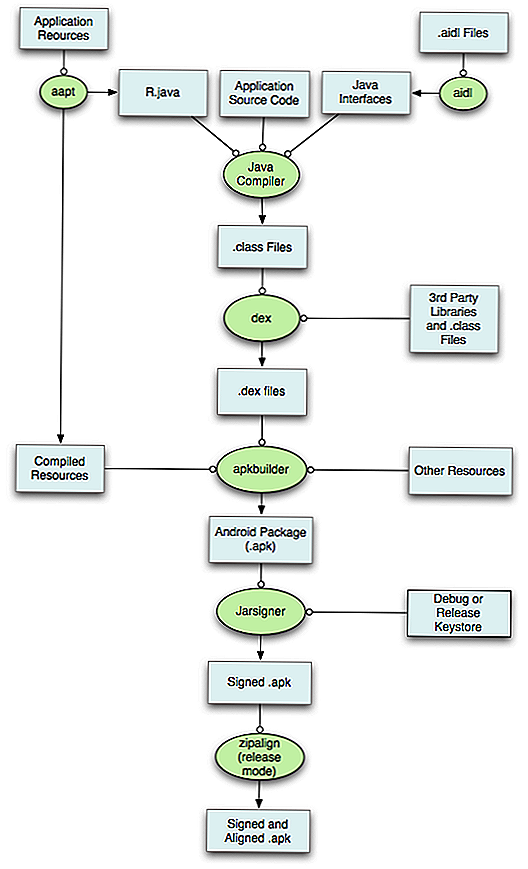 Application
Reources
.aidl Files
aapt
R.java
Application
Source Code
Java
Interfaces
aidl
Java
Compiler
.class Files
dex
3rd Party
Libraries
and .class
Files
.dex files
Compiled
Resources
apkbuilder
Other Resources
Android Package
(.apk)
Jarsigner
Debug or
Release
Keystore
Signed .apk
zipalign
(release
mode)
Signed and
Aligned .apk